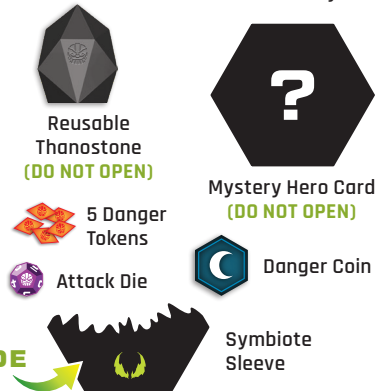 Reusable
Thanostone
(DO NOT OPEN)
?
Mystery Hero Card
(DO NOT OPEN)
5 Danger
Tokens
Attack Die
Danger Coin
Symbiote
Sleeve
DE